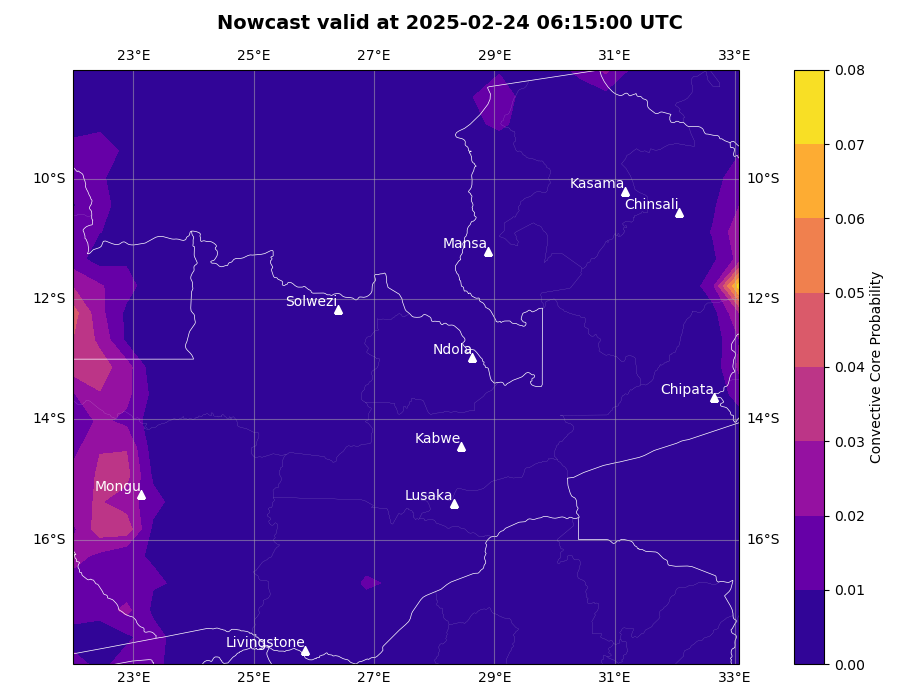 Nowcast valid at 2025-02-24 06:15:00 UTC
23°E 25°E 27°E 29°E 31°E 33°E
0.08
0.07
10°S Kasama 10°S
Chinsali
0.06
Mansa
12°S Solwezi 12°S
0.05
Ndola
0.04
Chipata
14°S 14°S
Kabwe
0.03
Mongu
Lusaka
0.02
16°S 16°S
0.01
Livingstone
0.00
23°E 25°E 27°E 29°E 31°E 33°E
Convective Core Probability